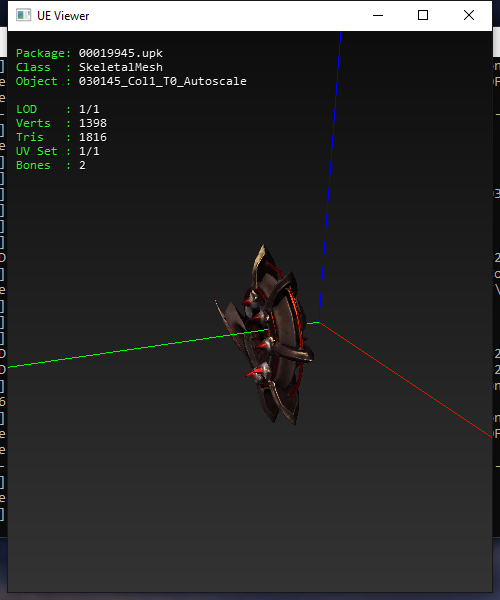 UE Viewer
Package: 00019945.upk
Class : SkeletalMesh
Object : 030145_Col1_T0_Autoscale
LOD : 1/1
Verts : 1398
Tris : 1816
UV Set : 1/1
Bones : 2